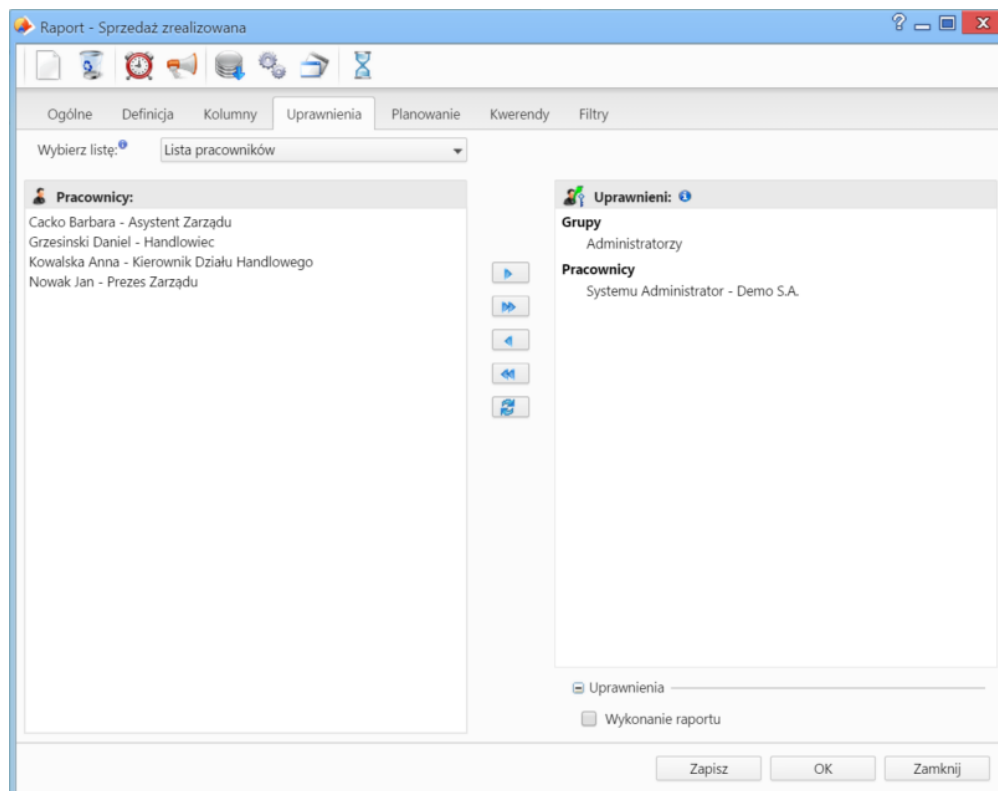 Raport - Sprzedaż zrealizowana
Ogólne Definicja Kolumny Uprawnienia Planowanie Kwerendy Filtry
Wybierz listę: Lista pracowników
Pracownicy:
Cacko Barbara - Asystent Zarządu
Grzesinski Daniel - Handlowiec
Kowalska Anna - Kierownik Działu Handlowego
Nowak Jan - Prezes Zarządu
Uprawnieni:
Grupy
Administratorzy
Pracownicy
Systemu Administrator - Demo S.A.
Uprawnienia
Wykonanie raportu
Zapisz OK Zamknij